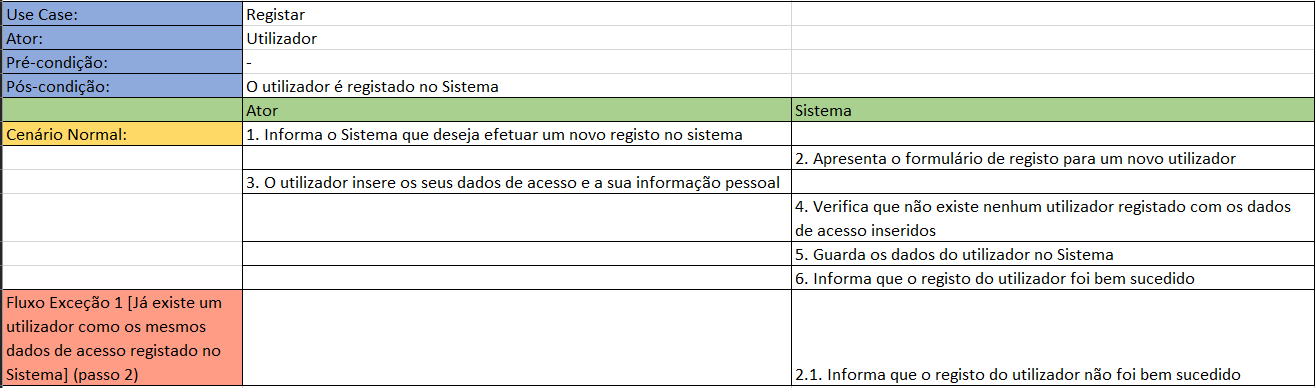 Use Case: Registar
Ator: Utilizador
Pré-condição: -
Pós-condição: O utilizador é registado no Sistema
Ator Sistema
Cenário Normal: 1. Informa o Sistema que deseja efetuar um novo registo no sistema
2. Apresenta o formulário de registo para um novo utilizador
3. O utilizador insere os seus dados de acesso e a sua informação pessoal
4. Verifica que não existe nenhum utilizador registado com os dados
de acesso inseridos
5. Guarda os dados do utilizador no Sistema
6. Informa que o registo do utilizador foi bem sucedido
Fluxo Exceção 1 [Já existe um
utilizador como os mesmos
dados de acesso registado no
Sistema] (passo 2)
2.1. Informa que o registo do utilizador não foi bem sucedido